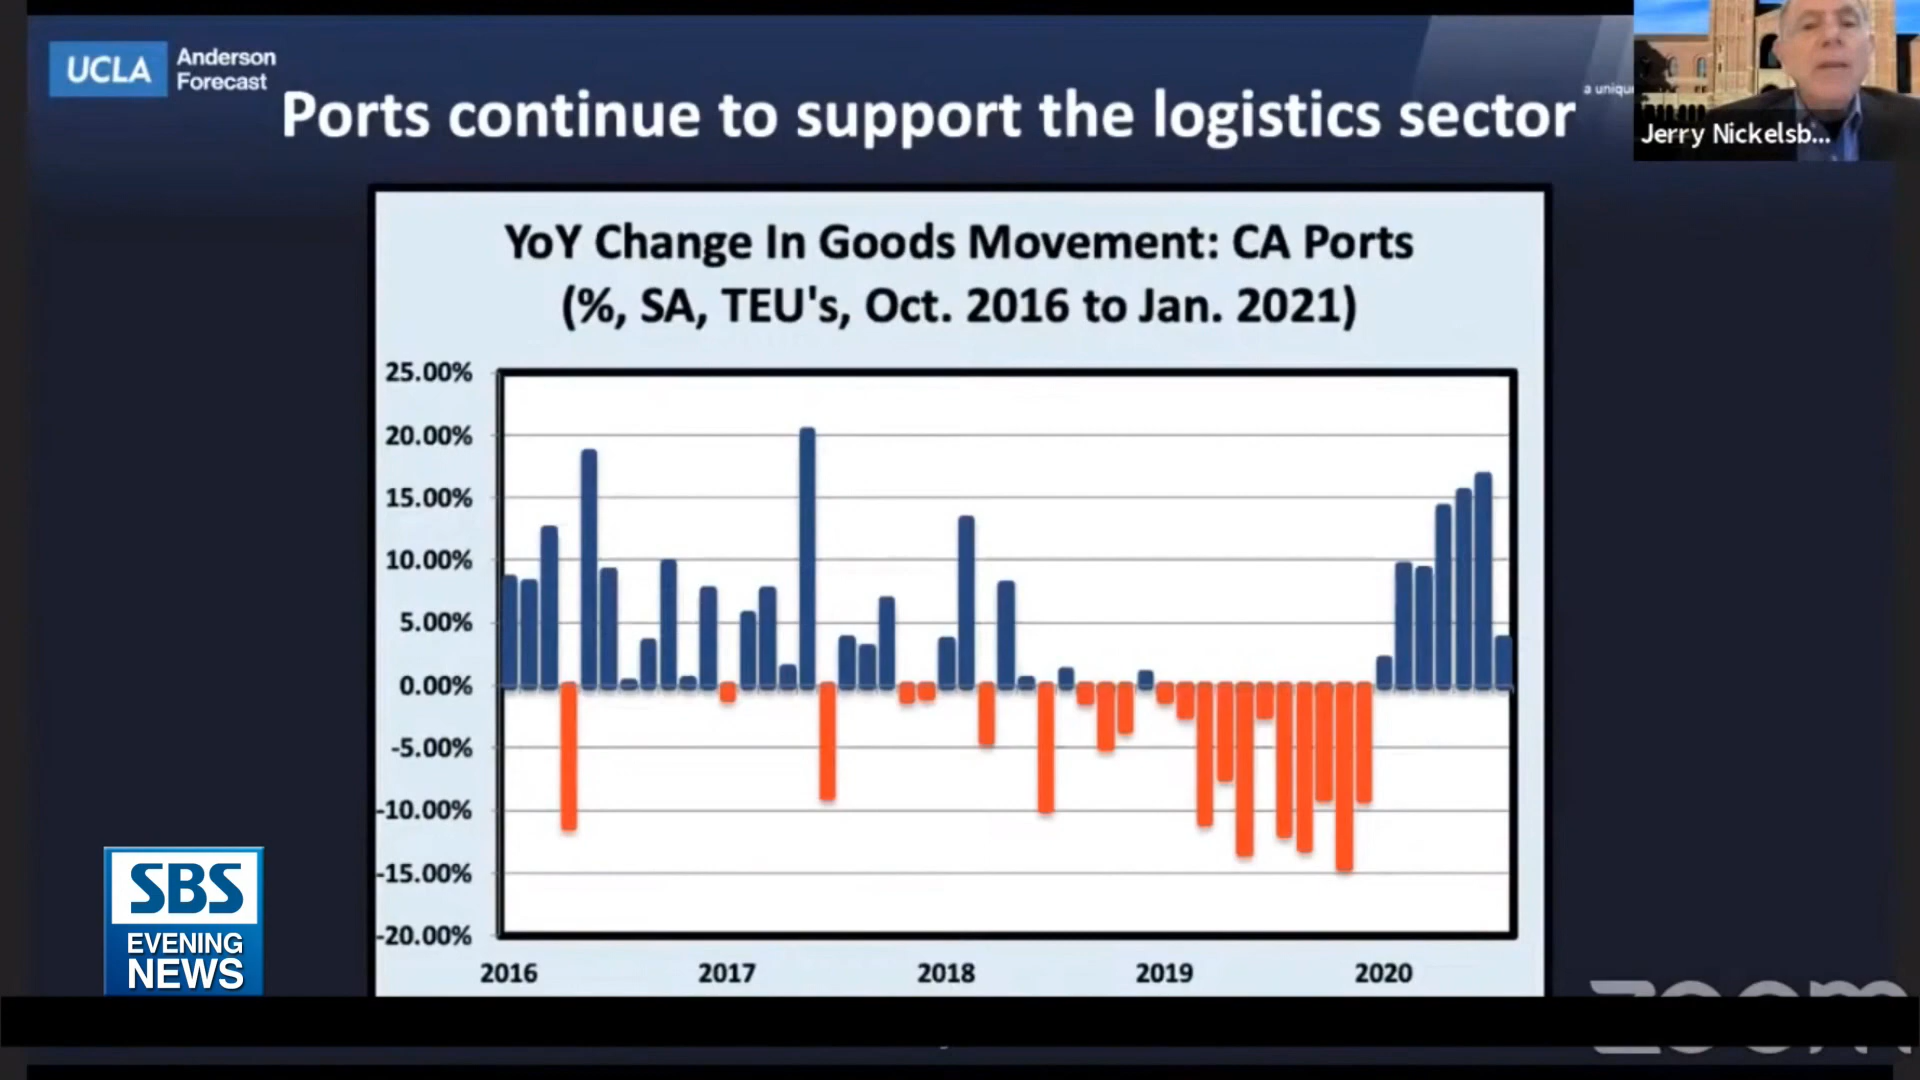 UCLA
Anderson
Forecast
Ports continue to support the logistics sector
a uniqu
Jerry Nickelsb...
YoY Change In Goods Movement: CA Ports
(%, SA, TEU's, Oct. 2016 to Jan. 2021)
25.00%
20.00%
15.00%
10.00%
5.00%
0.00%
-5.00%
-10.00%
-15.00%
-20.00%
2016 2017 2018 2019 2020
SBS
EVENING
NEWS
zoom